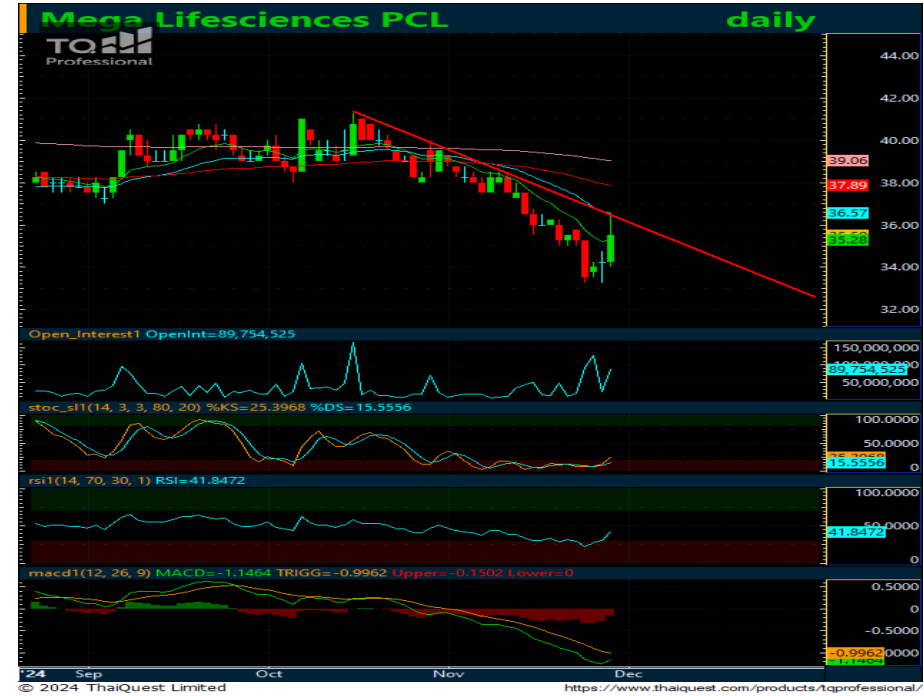 Mega Lifesciences PCL daily
TQ
Professional
44.00
42.00
40.00
39.06
38.00
37.89
36.57
36.00
35.28
34.00
32.00
Open_Interest1 OpenInt=89,754,525
150,000,000
89,754,525
50,000,000
stoc_sl1(14, 3, 3, 80, 20) %KS=25.3968 %DS=15.5556
100.0000
50.0000
15.5556
0
rsi1(14, 70, 30, 1) RSI=41.8472
100.0000
41.8472
0
macd1(12, 26, 9) MACD=-1.1464 TRIGG=-0.9962 Upper=-0.1502 Lower=0
0.5000
0
-0.5000
-0.9962
-1.1464
'24 Sep Oct Nov Dec
© 2024 ThaiQuest Limited https://www.thaiquest.com/products/tqprofessional/